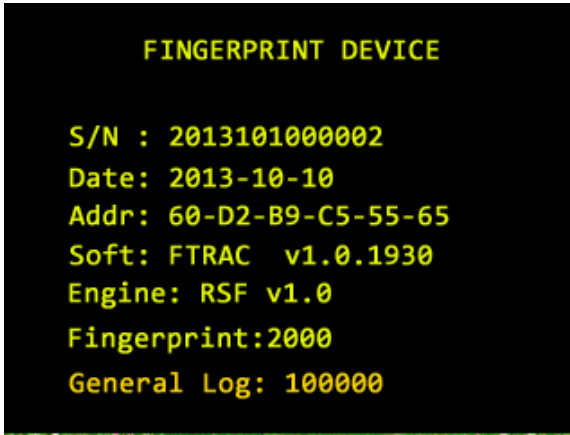 FINGERPRINT DEVICE
S/N : 2013101000002
Date: 2013-10-10
Addr: 60-D2-B9-C5-55-65
Soft: FTRAC  v1.0.1930
Engine: RSF v1.0
Fingerprint:2000
General Log: 100000